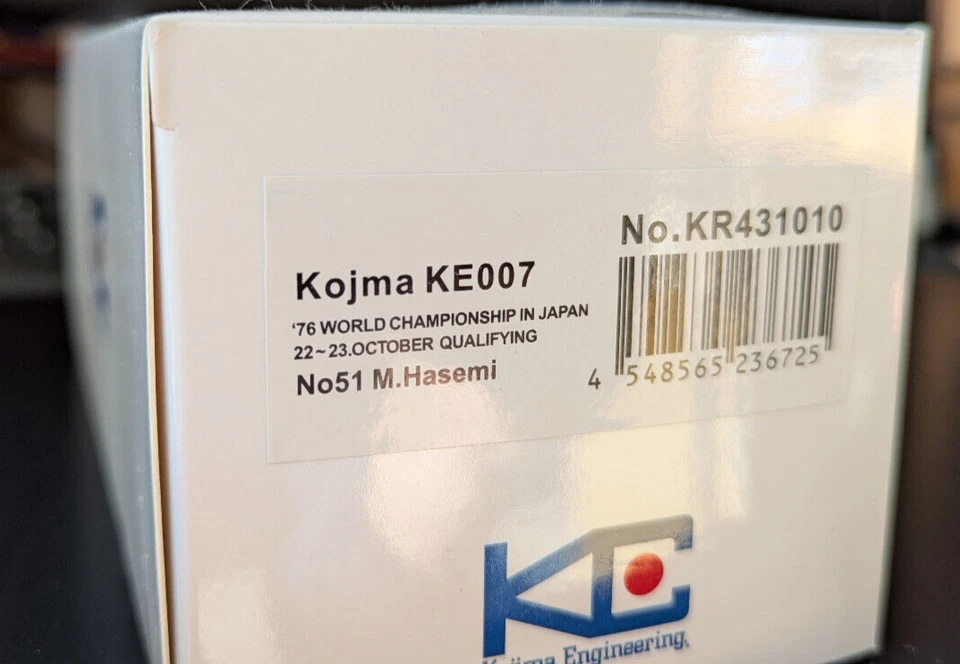 No.KR431010
Kojma KE007
'76 WORLD CHAMPIONSHIP IN JAPAN
22~23.OCTOBER QUALIFYING
No51 M.Hasemi
4 548565 236725
KE
Kojima Engineering.